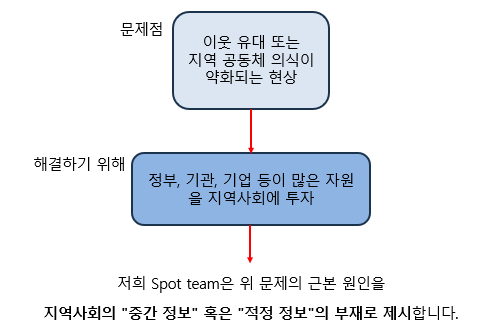 문제점
이웃 유대 또는
지역 공동체 의식이
약화되는 현상
해결하기 위해
정부, 기관, 기업 등이 많은 자원
을 지역사회에 투자
저희 Spot team은 위 문제의 근본 원인을
지역사회의 "중간 정보" 혹은 "적정 정보"의 부재로 제시합니다.